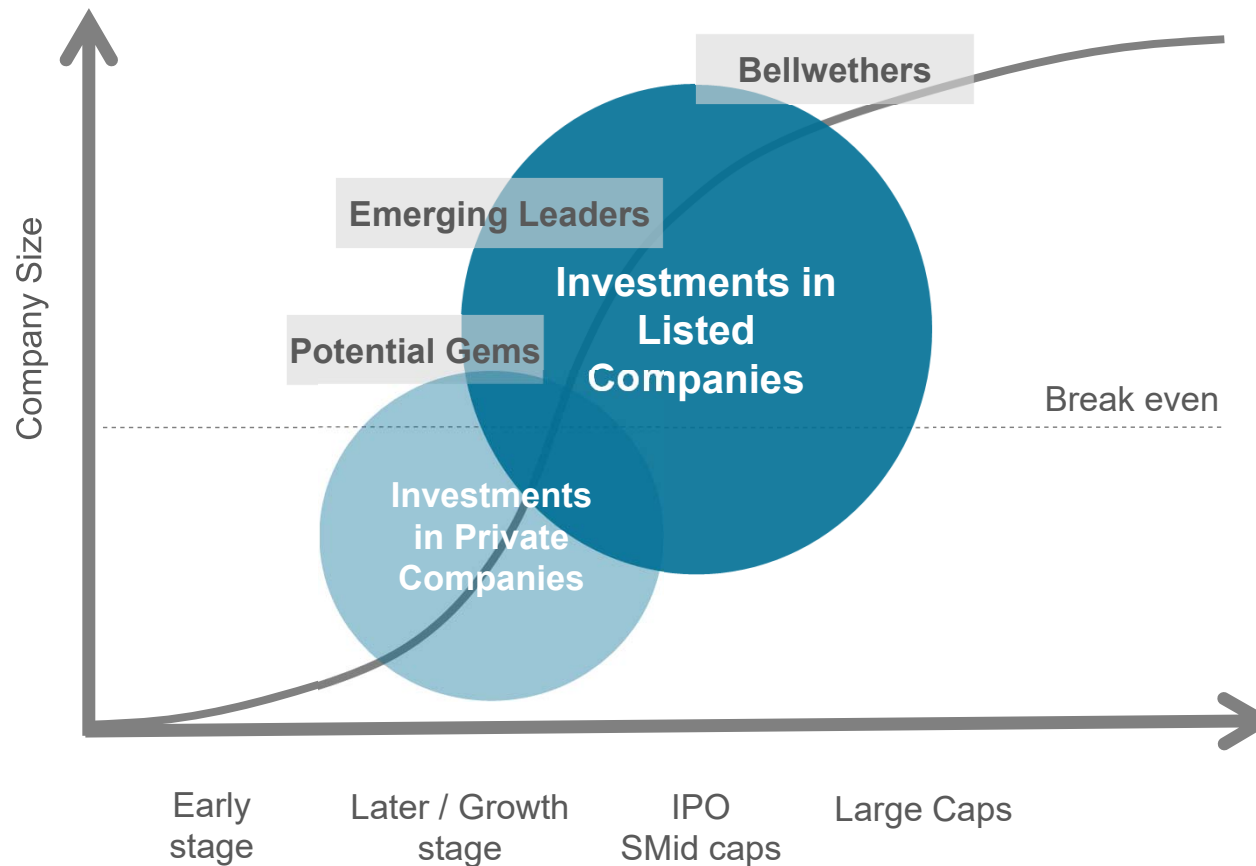 Bellwethers
Emerging Leaders
Investments in
Listed
Companies
Potential Gems
Company Size
Break even
Investments
in Private
Companies
Early
stage
Later / Growth
stage
IPO
SMid caps
Large Caps